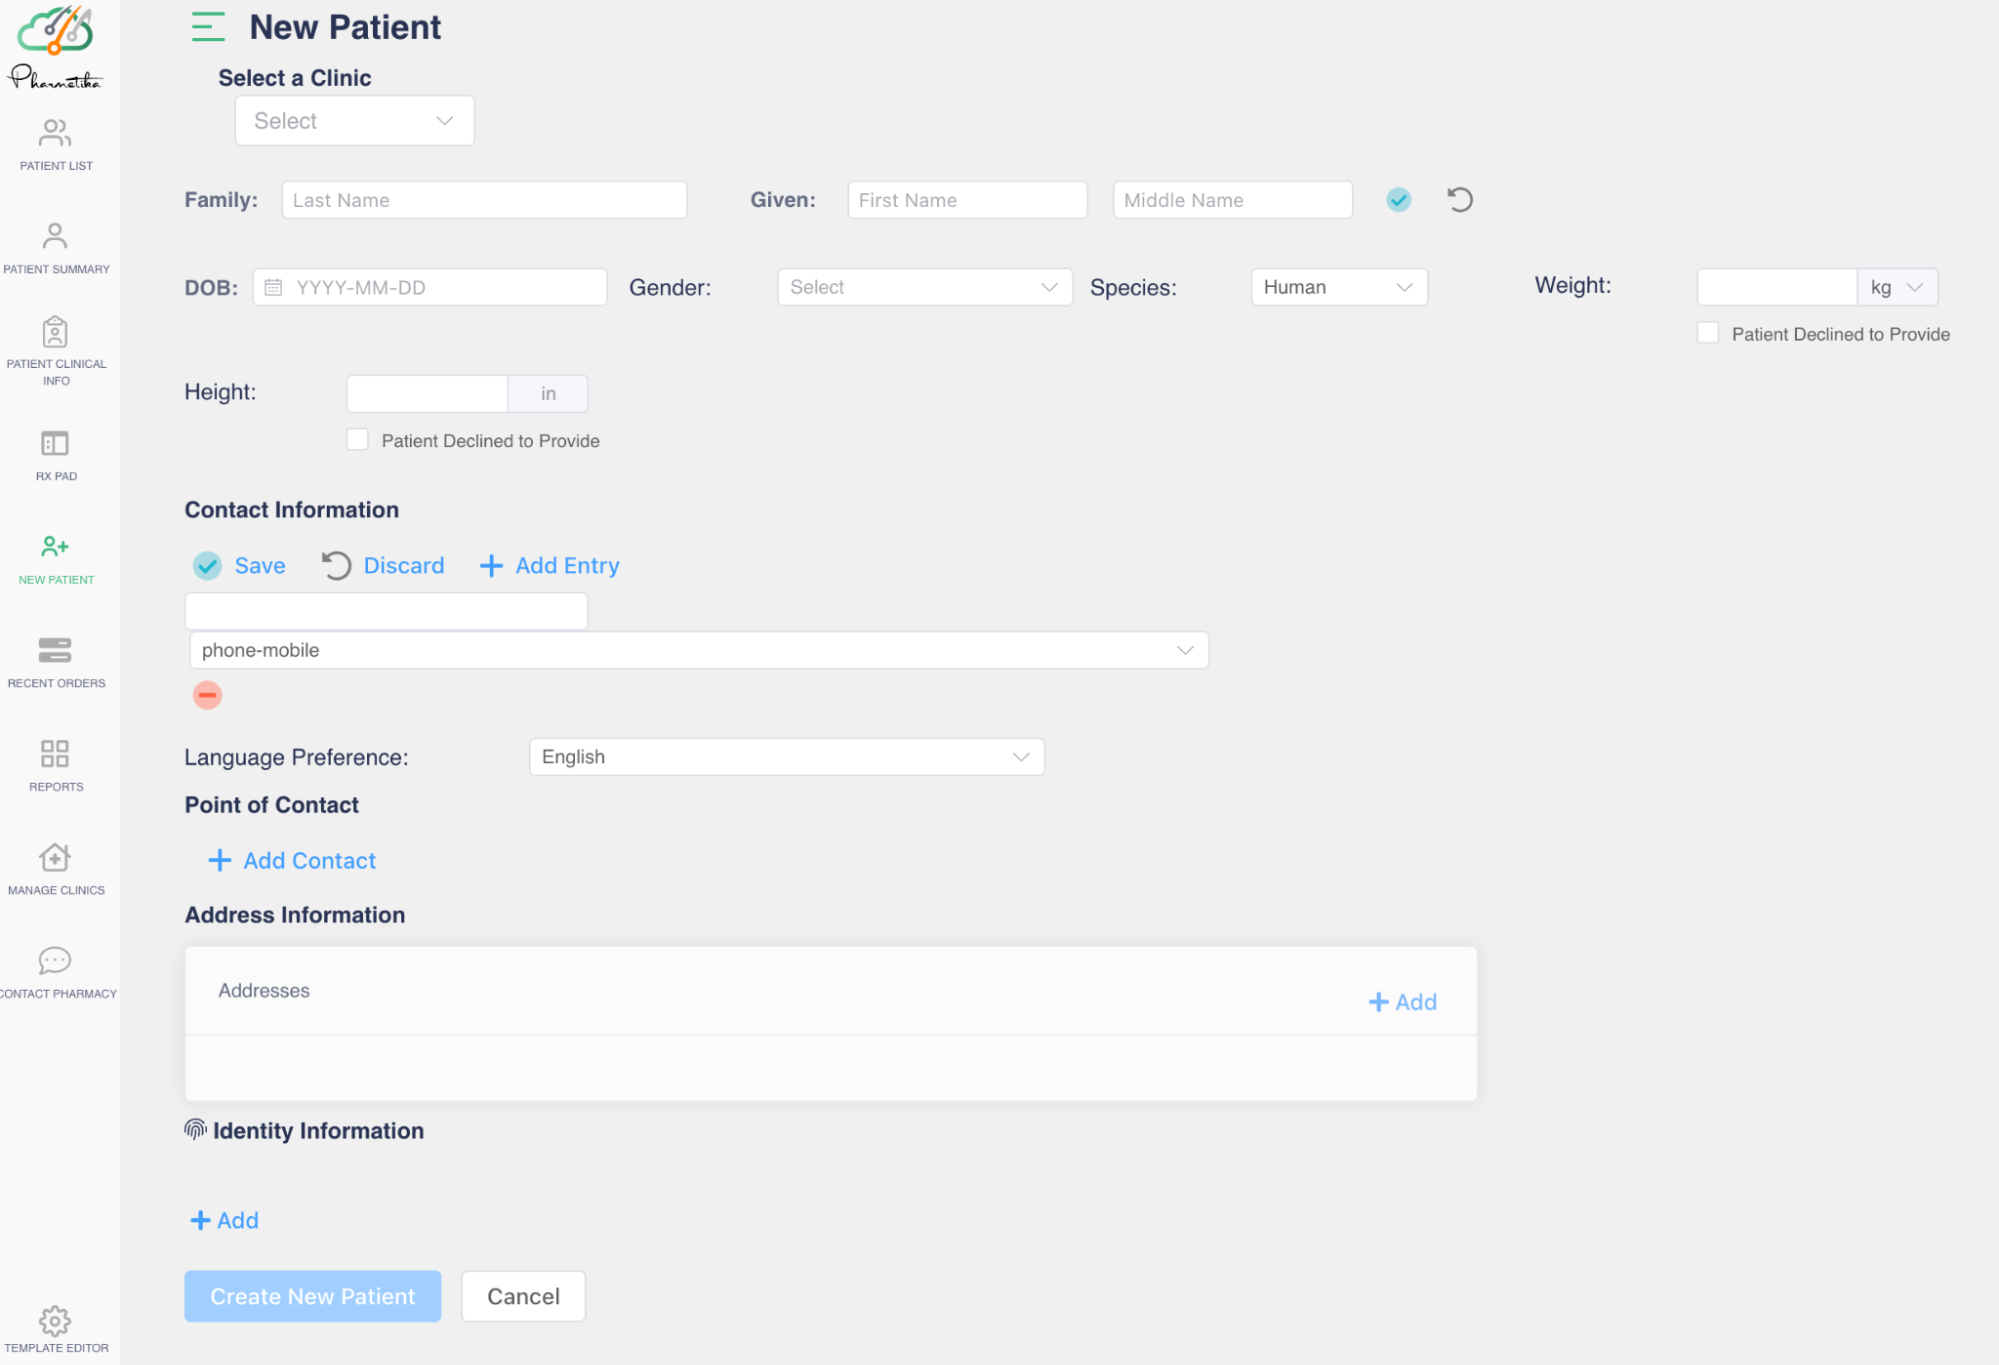 Pharmetika
PATIENT LIST
PATIENT SUMMARY
PATIENT CLINICAL
INFO
RX PAD
NEW PATIENT
RECENT ORDERS
REPORTS
MANAGE CLINICS
CONTACT PHARMACY
TEMPLATE EDITOR
New Patient
Select a Clinic
Select
Family: Last Name Given: First Name Middle Name
DOB: YYYY-MM-DD Gender: Select Species: Human Weight: kg
Patient Declined to Provide
Height: in
Patient Declined to Provide
Contact Information
Save Discard Add Entry
phone-mobile
Language Preference: English
Point of Contact
Add Contact
Address Information
Addresses
Add
Identity Information
Add
Create New Patient Cancel